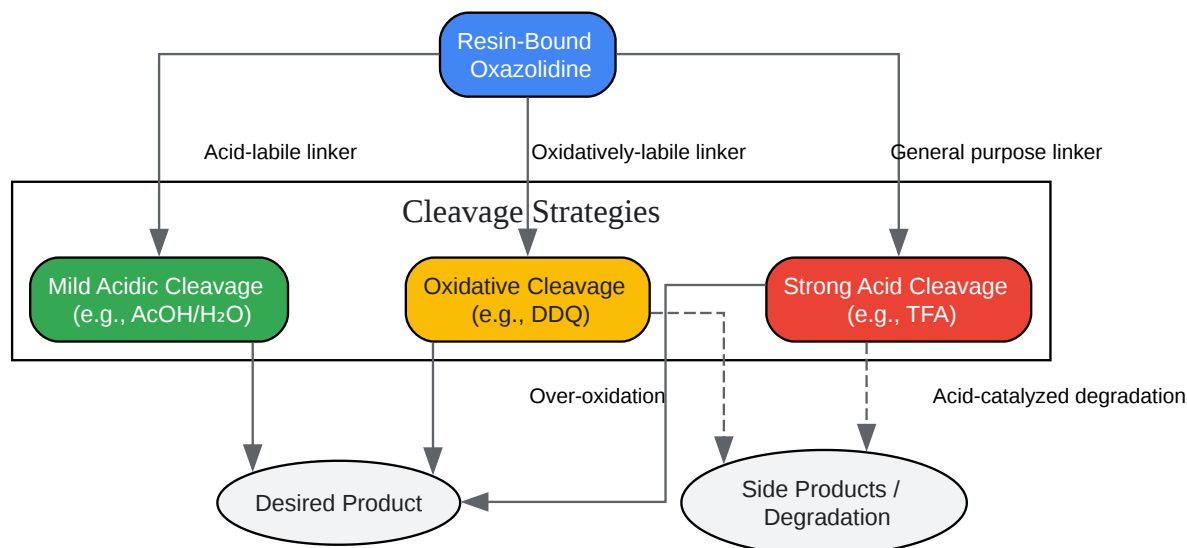 Resin-Bound
Oxazolidine
Acid-labile linker
Oxidatively-labile linker
General purpose linker
Cleavage Strategies
Mild Acidic Cleavage
(e.g., AcOH/H₂O)
Oxidative Cleavage
(e.g., DDQ)
Strong Acid Cleavage
(e.g., TFA)
Over-oxidation
Acid-catalyzed degradation
Desired Product
Side Products /
Degradation